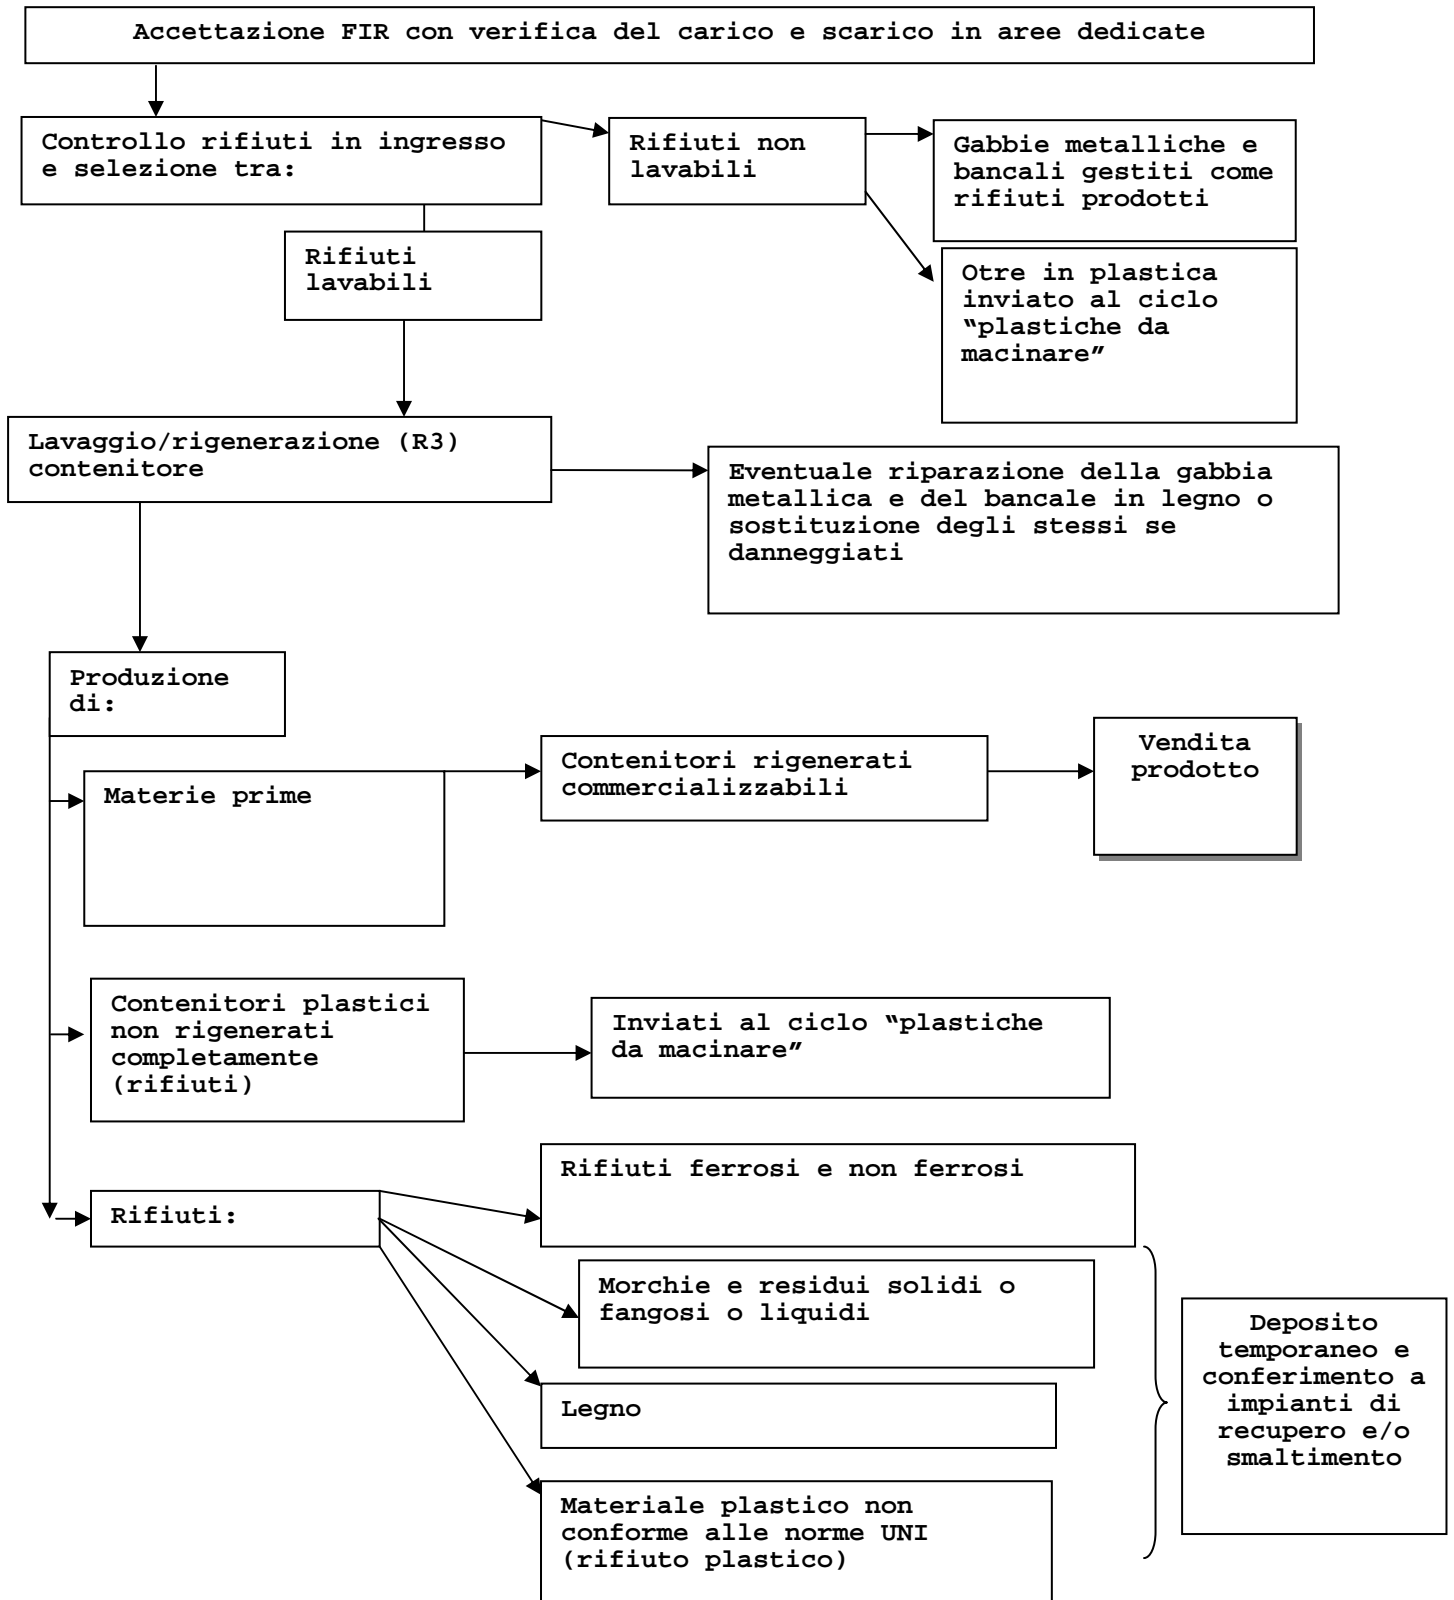 Accettazione FIR con verifica del carico e scarico in aree dedicate
Controllo rifiuti in ingresso
e selezione tra:
Rifiuti non
lavabili
Gabbie metalliche e
bancali gestiti come
rifiuti prodotti
Rifiuti
lavabili
Otre in plastica
inviato al ciclo
“plastiche da
macinare”
Lavaggio/rigenerazione (R3)
contenitore
Eventuale riparazione della gabbia
metallica e del bancale in legno o
sostituzione degli stessi se
danneggiati
Produzione
di:
Materie prime
Contenitori rigenerati
commercializzabili
Vendita
prodotto
Contenitori plastici
non rigenerati
completamente
(rifiuti)
Inviati al ciclo “plastiche
da macinare”
Rifiuti:
Rifiuti ferrosi e non ferrosi
Morchie e residui solidi o
fangosi o liquidi
Legno
Materiale plastico non
conforme alle norme UNI
(rifiuto plastico)
Deposito
temporaneo e
conferimento a
impianti di
recupero e/o
smaltimento